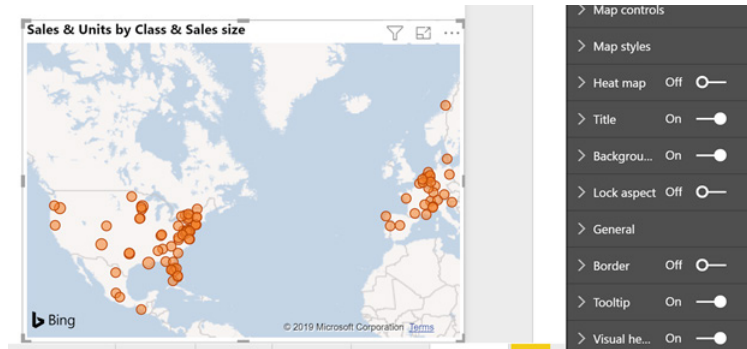 Sales & Units by Class & Sales size
Bing
© 2019 Microsoft Corporation Terms
Map controls
Map styles
Heat map Off
Title On
Backgrou... On
Lock aspect Off
General
Border Off
Tooltip On
Visual he... On